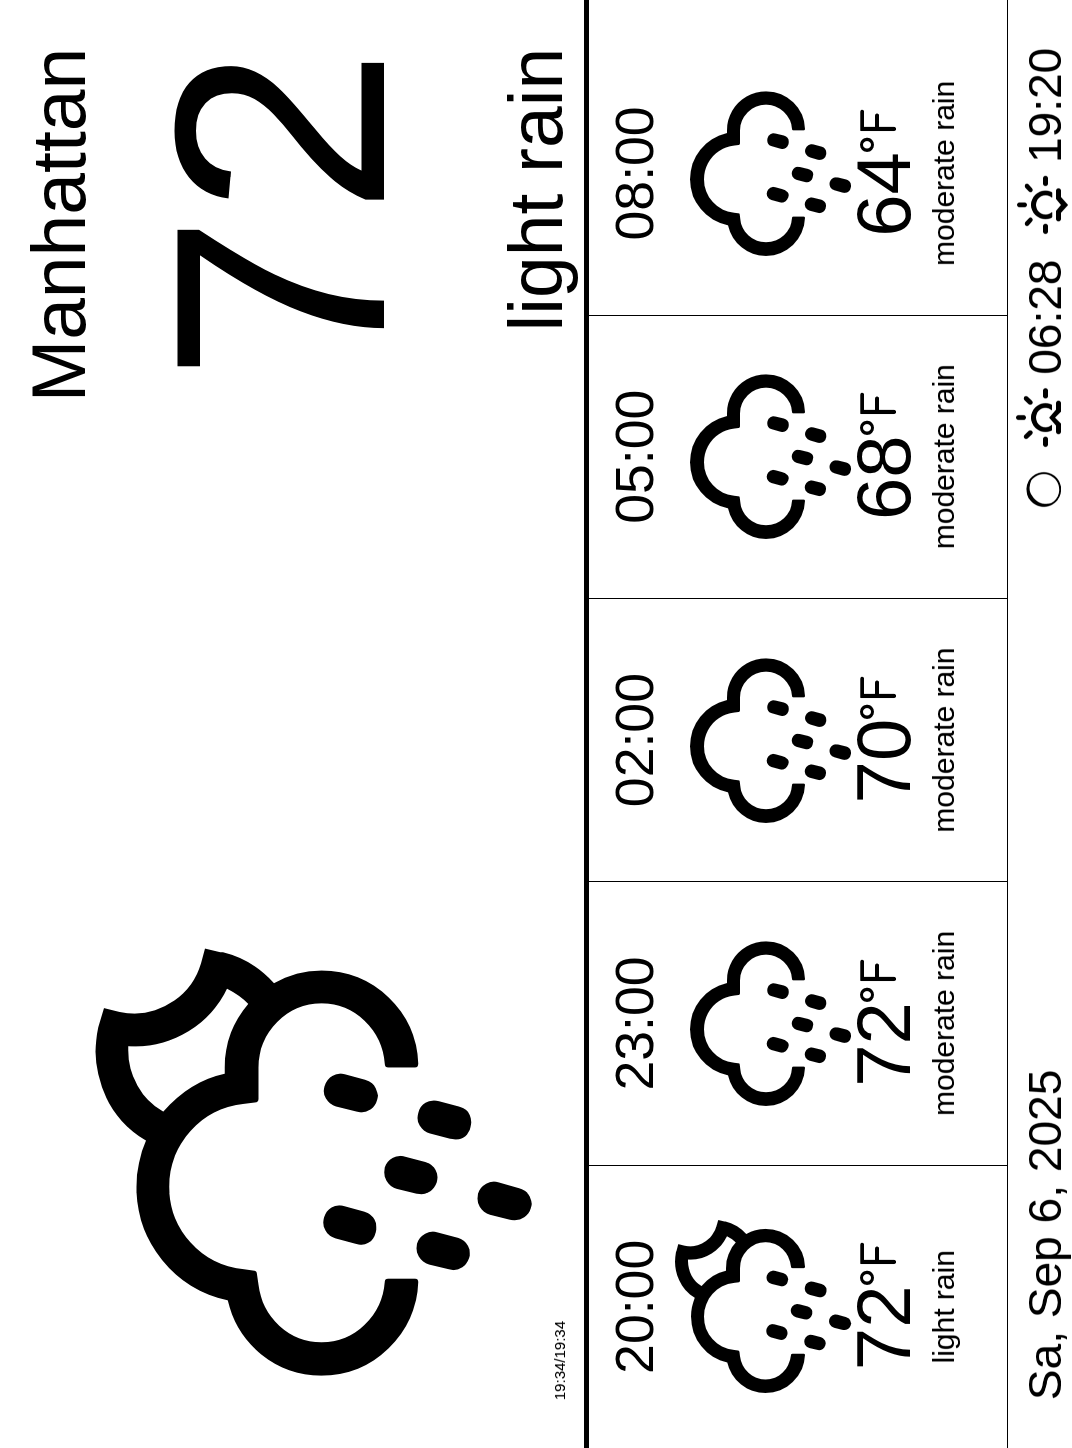 Manhattan
72
light rain
19:34/19:34
20:00
72°F
light rain
23:00
72°F
moderate rain
02:00
70°F
moderate rain
05:00
68°F
moderate rain
08:00
64°F
moderate rain
Sa, Sep 6, 2025
06:28
19:20